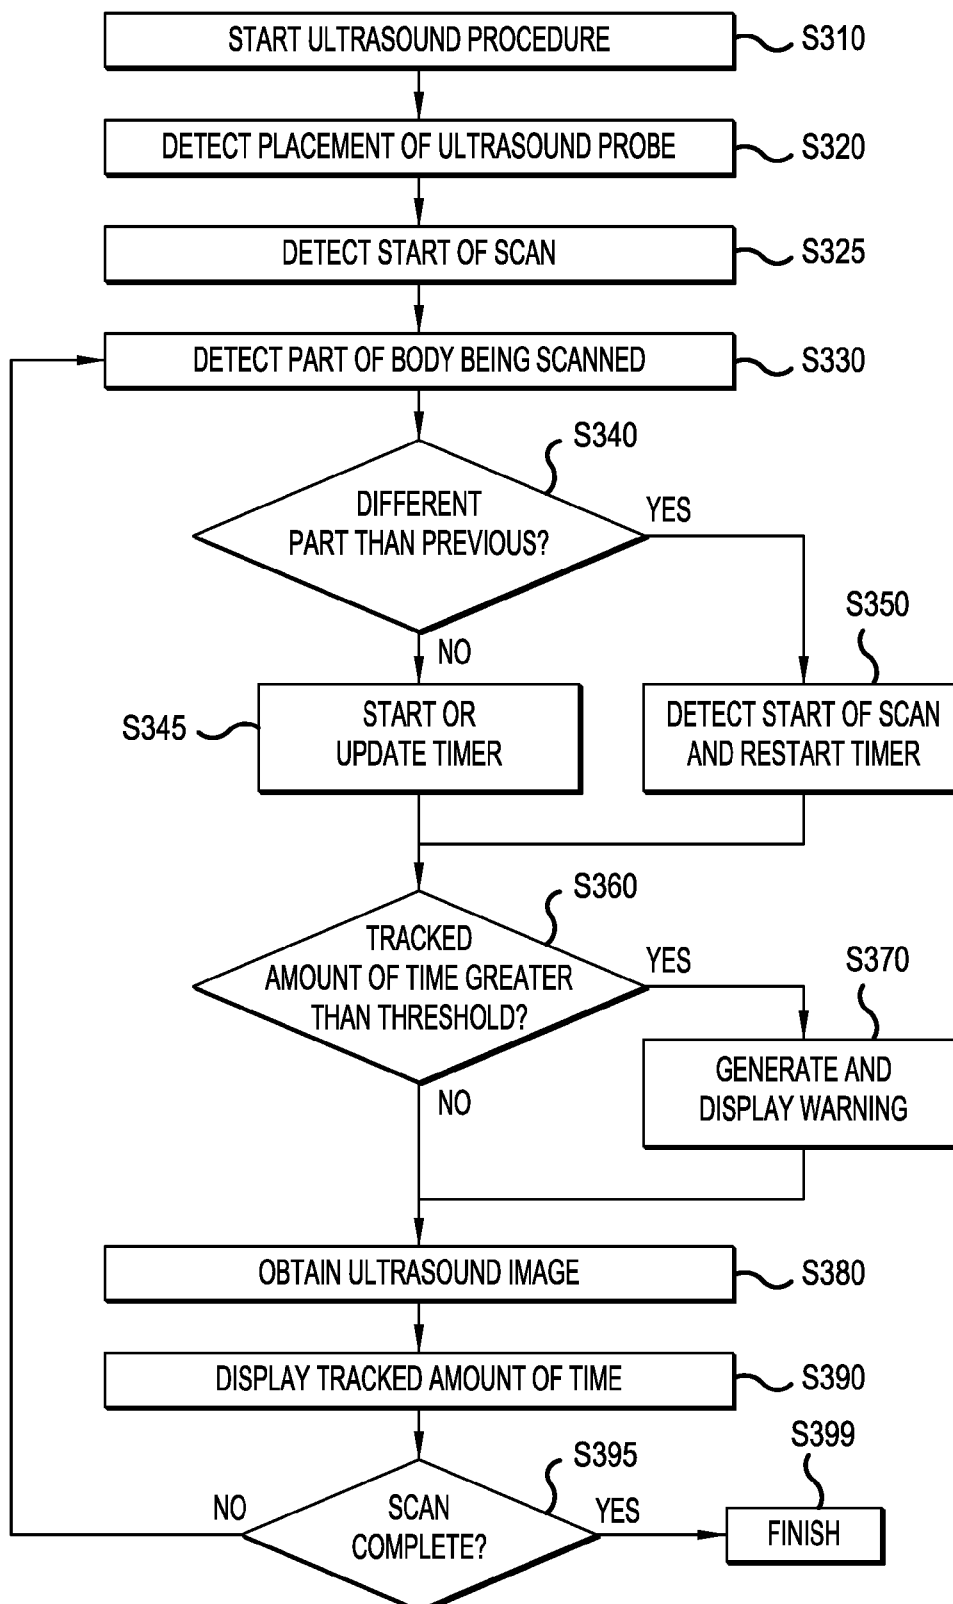 START ULTRASOUND PROCEDURE
S310
DETECT PLACEMENT OF ULTRASOUND PROBE
S320
DETECT START OF SCAN
S325
DETECT PART OF BODY BEING SCANNED
S330
S340
DIFFERENT
PART THAN PREVIOUS?
YES
NO
S350
S345
START OR
UPDATE TIMER
DETECT START OF SCAN
AND RESTART TIMER
S360
TRACKED
AMOUNT OF TIME GREATER
THAN THRESHOLD?
YES
NO
S370
GENERATE AND
DISPLAY WARNING
OBTAIN ULTRASOUND IMAGE
S380
DISPLAY TRACKED AMOUNT OF TIME
S390
S395
SCAN
COMPLETE?
NO
YES
S399
FINISH